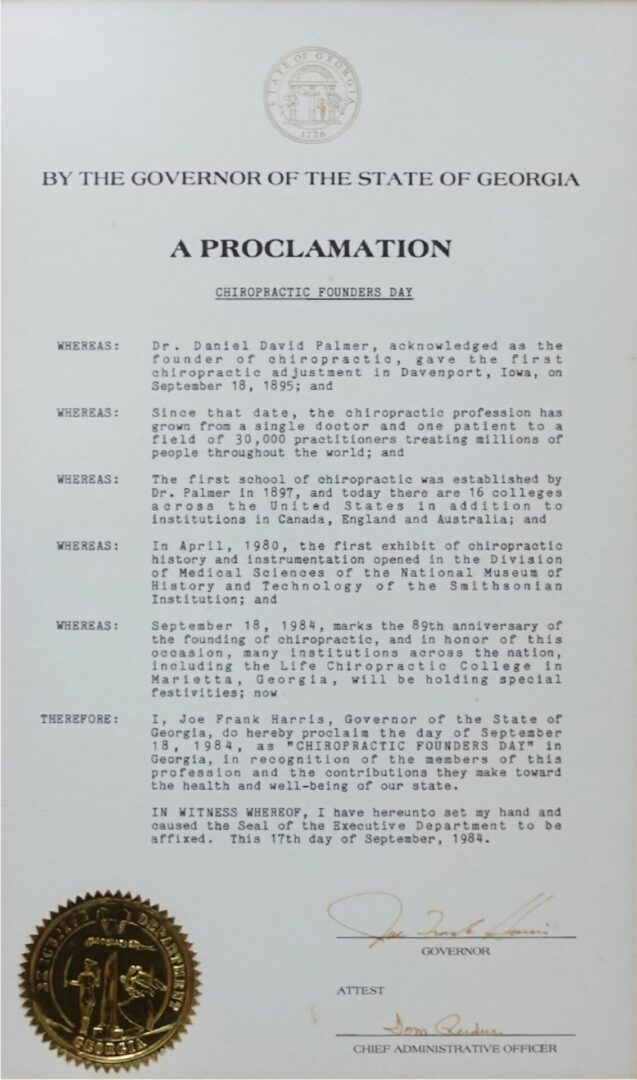 STATE OF GEORGIA
1776
BY THE GOVERNOR OF THE STATE OF GEORGIA
A PROCLAMATION
CHIROPRACTIC FOUNDERS DAY
WHEREAS: Dr. Daniel David Palmer, acknowledged as the
founder of chiropractic, gave the first
chiropractic adjustment in Davenport, Iowa, on
September 18, 1895; and
WHEREAS: Since that date, the chiropractic profession has
grown from a single doctor and one patient to a
field of 30,000 practitioners treating millions of
people throughout the world; and
WHEREAS: The first school of chiropractic was established by
Dr. Palmer in 1897, and today there are 16 colleges
across the United States in addition to
institutions in Canada, England and Australia; and
WHEREAS: In April, 1980, the first exhibit of chiropractic
history and instrumentation opened in the Division
of Medical Sciences of the National Museum of
History and Technology of the Smithsonian
Institution; and
WHEREAS: September 18, 1984, marks the 89th anniversary of
the founding of chiropractic, and in honor of this
occasion, many institutions across the nation,
including the Life Chiropractic College in
Marietta, Georgia, will be holding special
festivities; now
THEREFORE: I, Joe Frank Harris, Governor of the State of
Georgia, do hereby proclaim the day of September
18, 1984, as "CHIROPRACTIC FOUNDERS DAY" in
Georgia, in recognition of the members of this
profession and the contributions they make toward
the health and well-being of our state.
IN WITNESS WHEREOF, I have hereunto set my hand and
caused the Seal of the Executive Department to be
affixed. This 17th day of September, 1984.
Joe Frank Harris
GOVERNOR
ATTEST
Tom Perdue
CHIEF ADMINISTRATIVE OFFICER
EXECUTIVE DEPARTMENT
GEORGIA